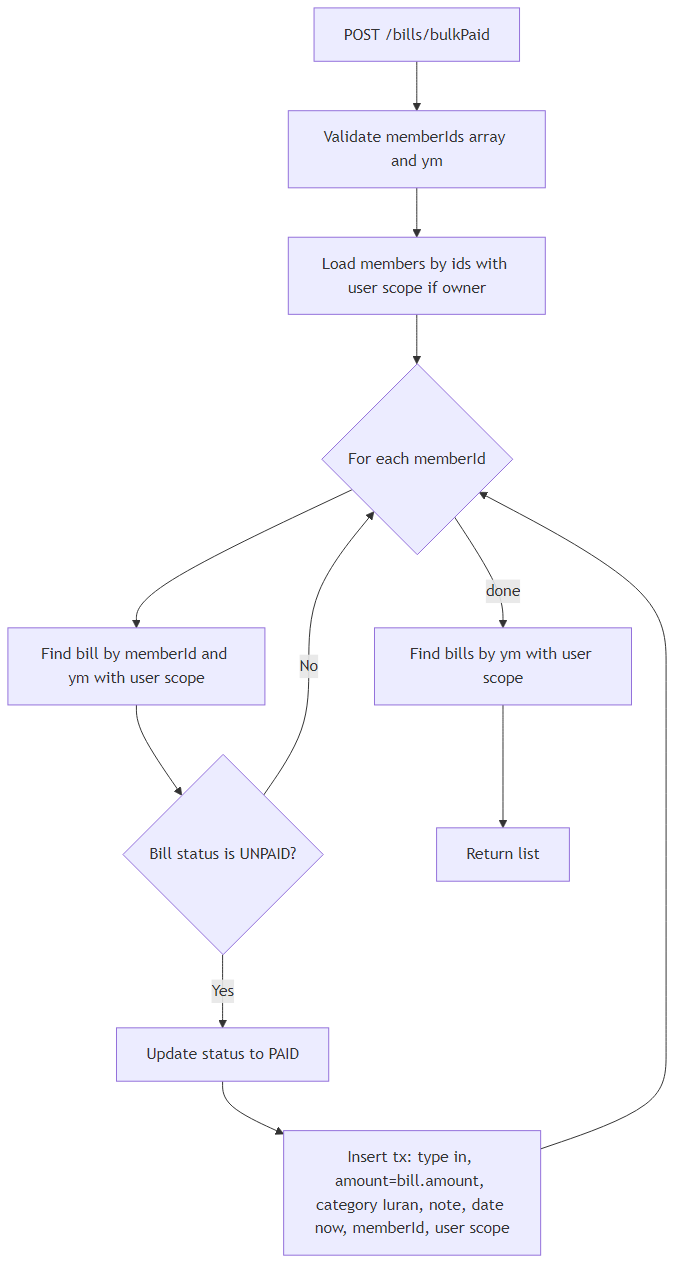 POST /bills/bulkPaid
Validate memberIds array
and ym
Load members by ids with
user scope if owner
For each memberId
done
Find bill by memberId and
ym with user scope
No
Find bills by ym with user
scope
Bill status is UNPAID?
Return list
Yes
Update status to PAID
Insert tx: type in,
amount=bill.amount,
category Iuran, note, date
now, memberId, user scope